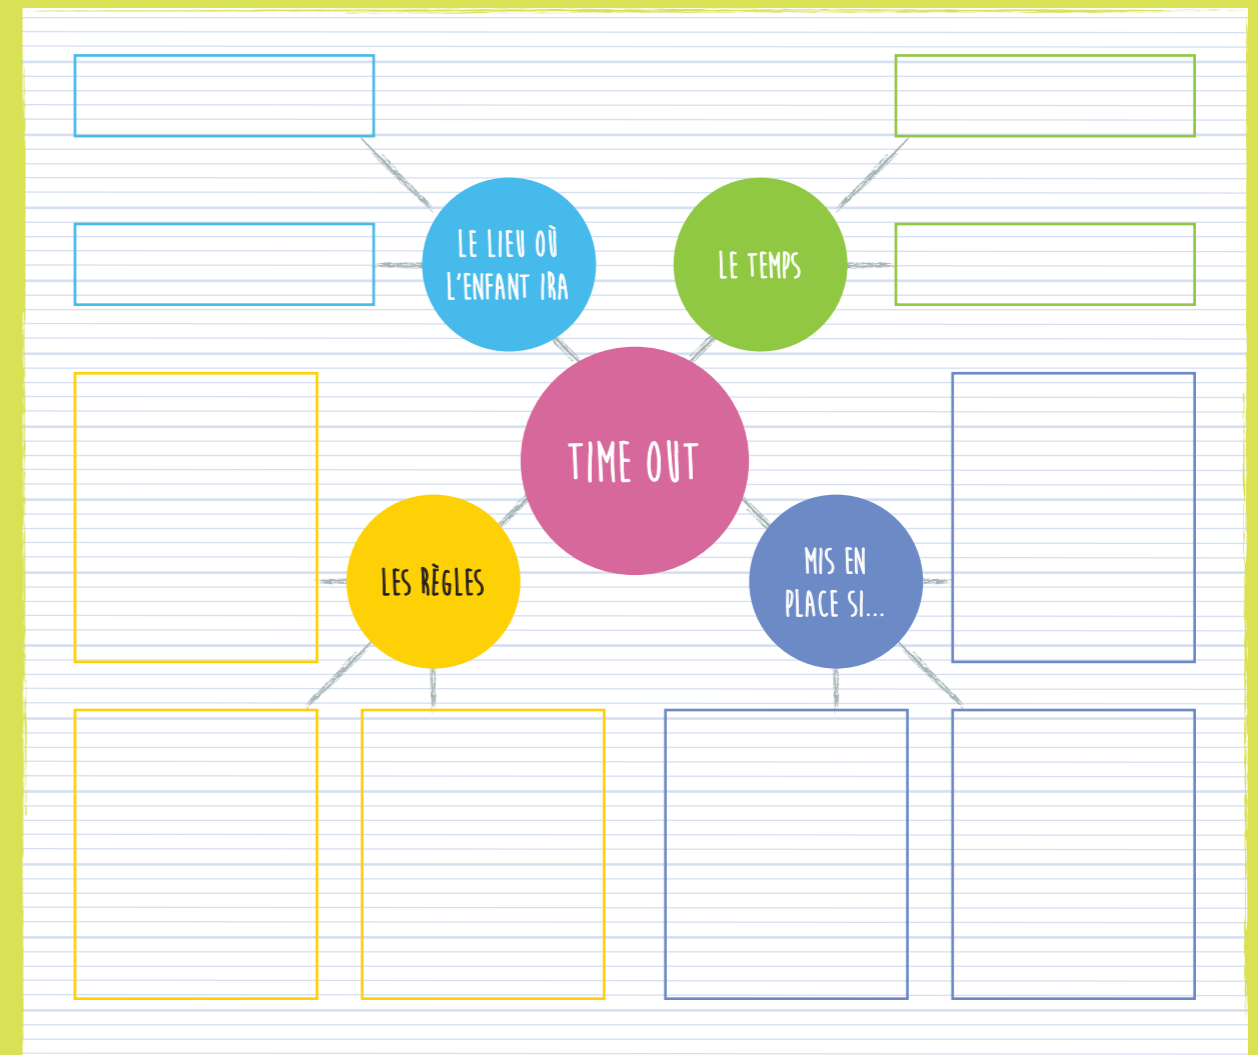 LE LIEU OÙ
L'ENFANT IRA
LE TEMPS
TIME OUT
LES RÈGLES
MIS EN
PLACE SI...